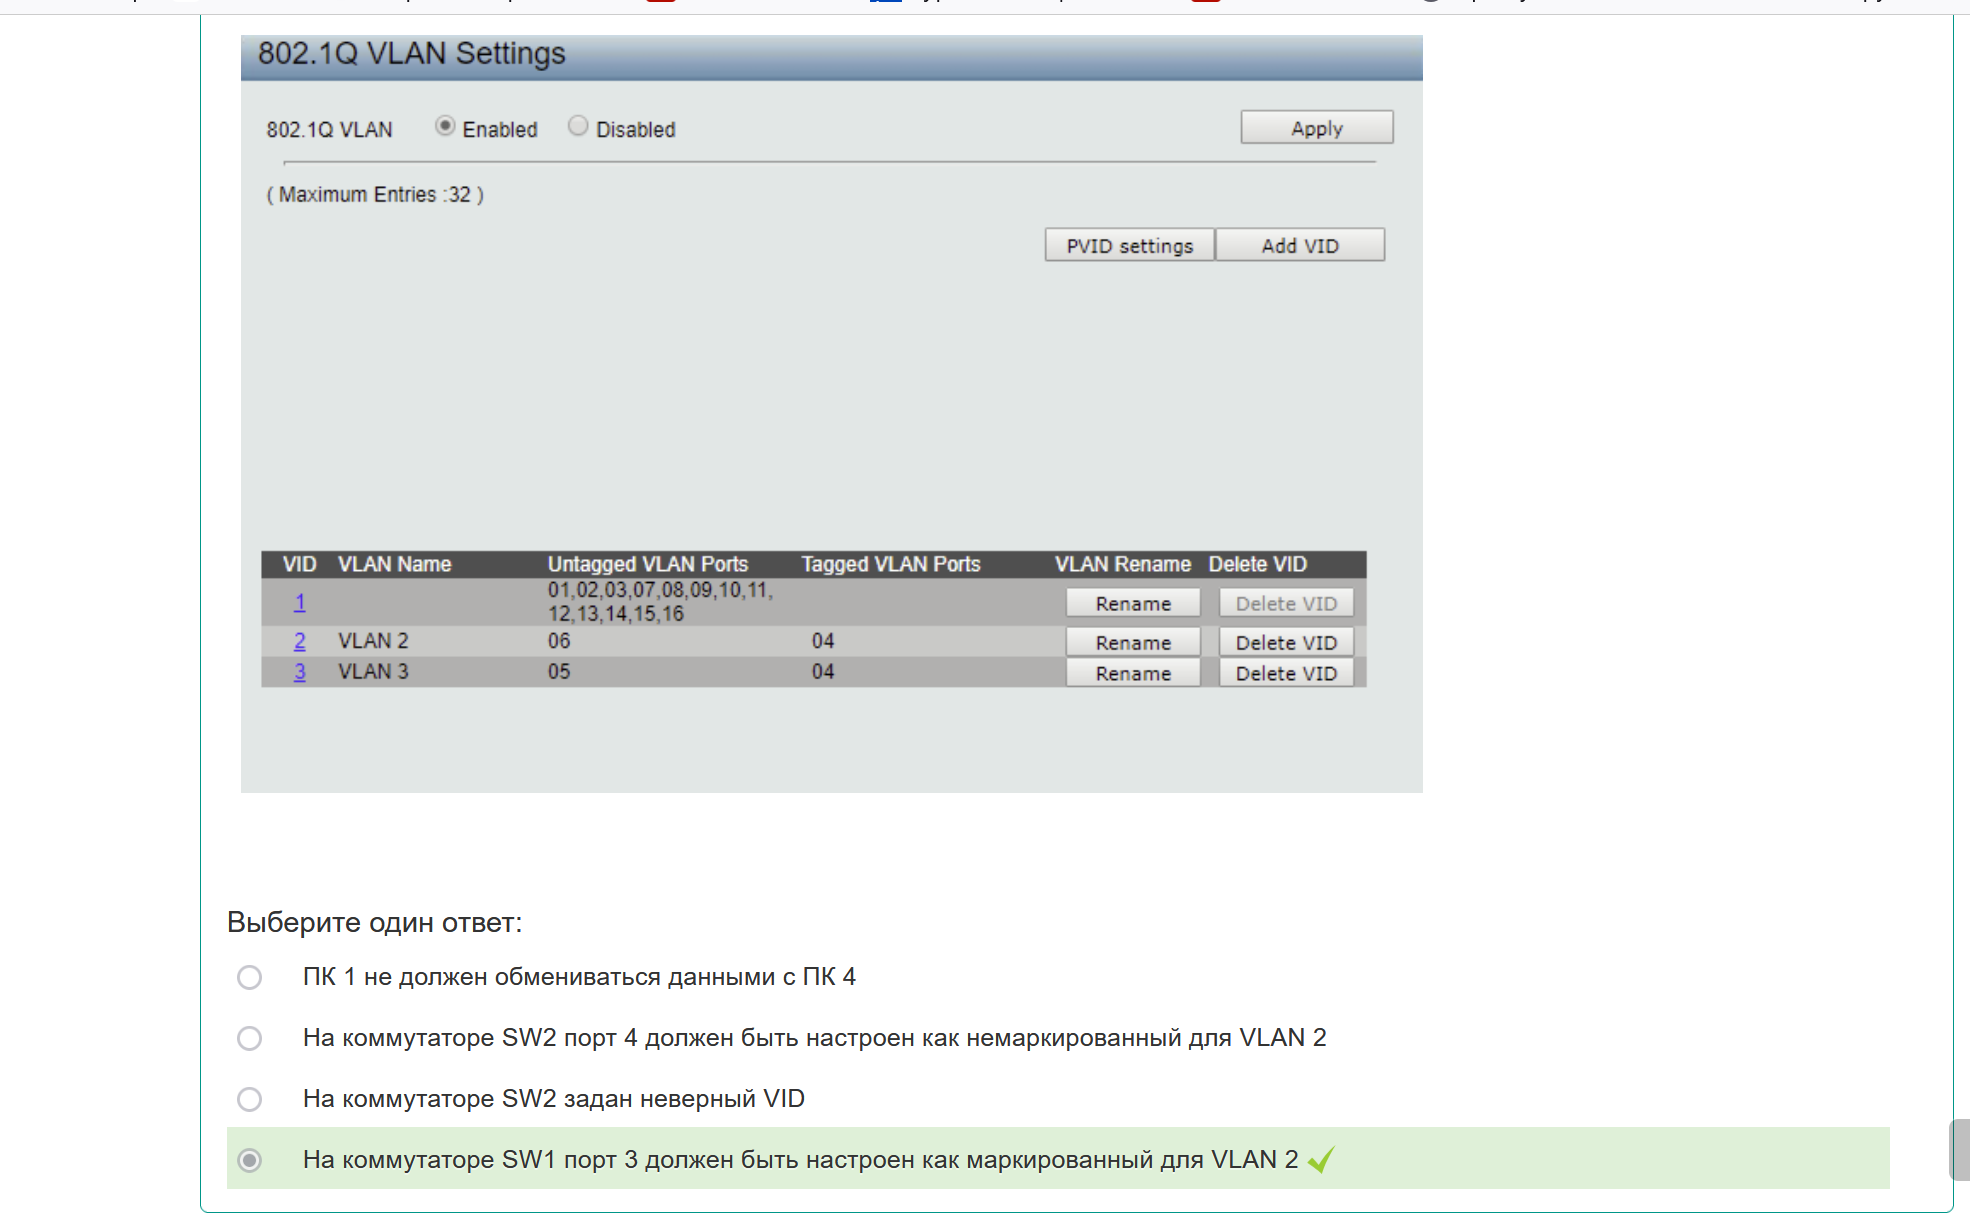 802.1Q VLAN Settings
802.1Q VLAN Enabled Disabled Apply
( Maximum Entries :32 )
PVID settings Add VID
VID VLAN Name Untagged VLAN Ports Tagged VLAN Ports VLAN Rename Delete VID
1 01,02,03,07,08,09,10,11, Rename Delete VID
12,13,14,15,16
2 VLAN 2 06 04 Rename Delete VID
3 VLAN 3 05 04 Rename Delete VID
Выберите один ответ:
ПК 1 не должен обмениваться данными с ПК 4
На коммутаторе SW2 порт 4 должен быть настроен как немаркированный для VLAN 2
На коммутаторе SW2 задан неверный VID
На коммутаторе SW1 порт 3 должен быть настроен как маркированный для VLAN 2